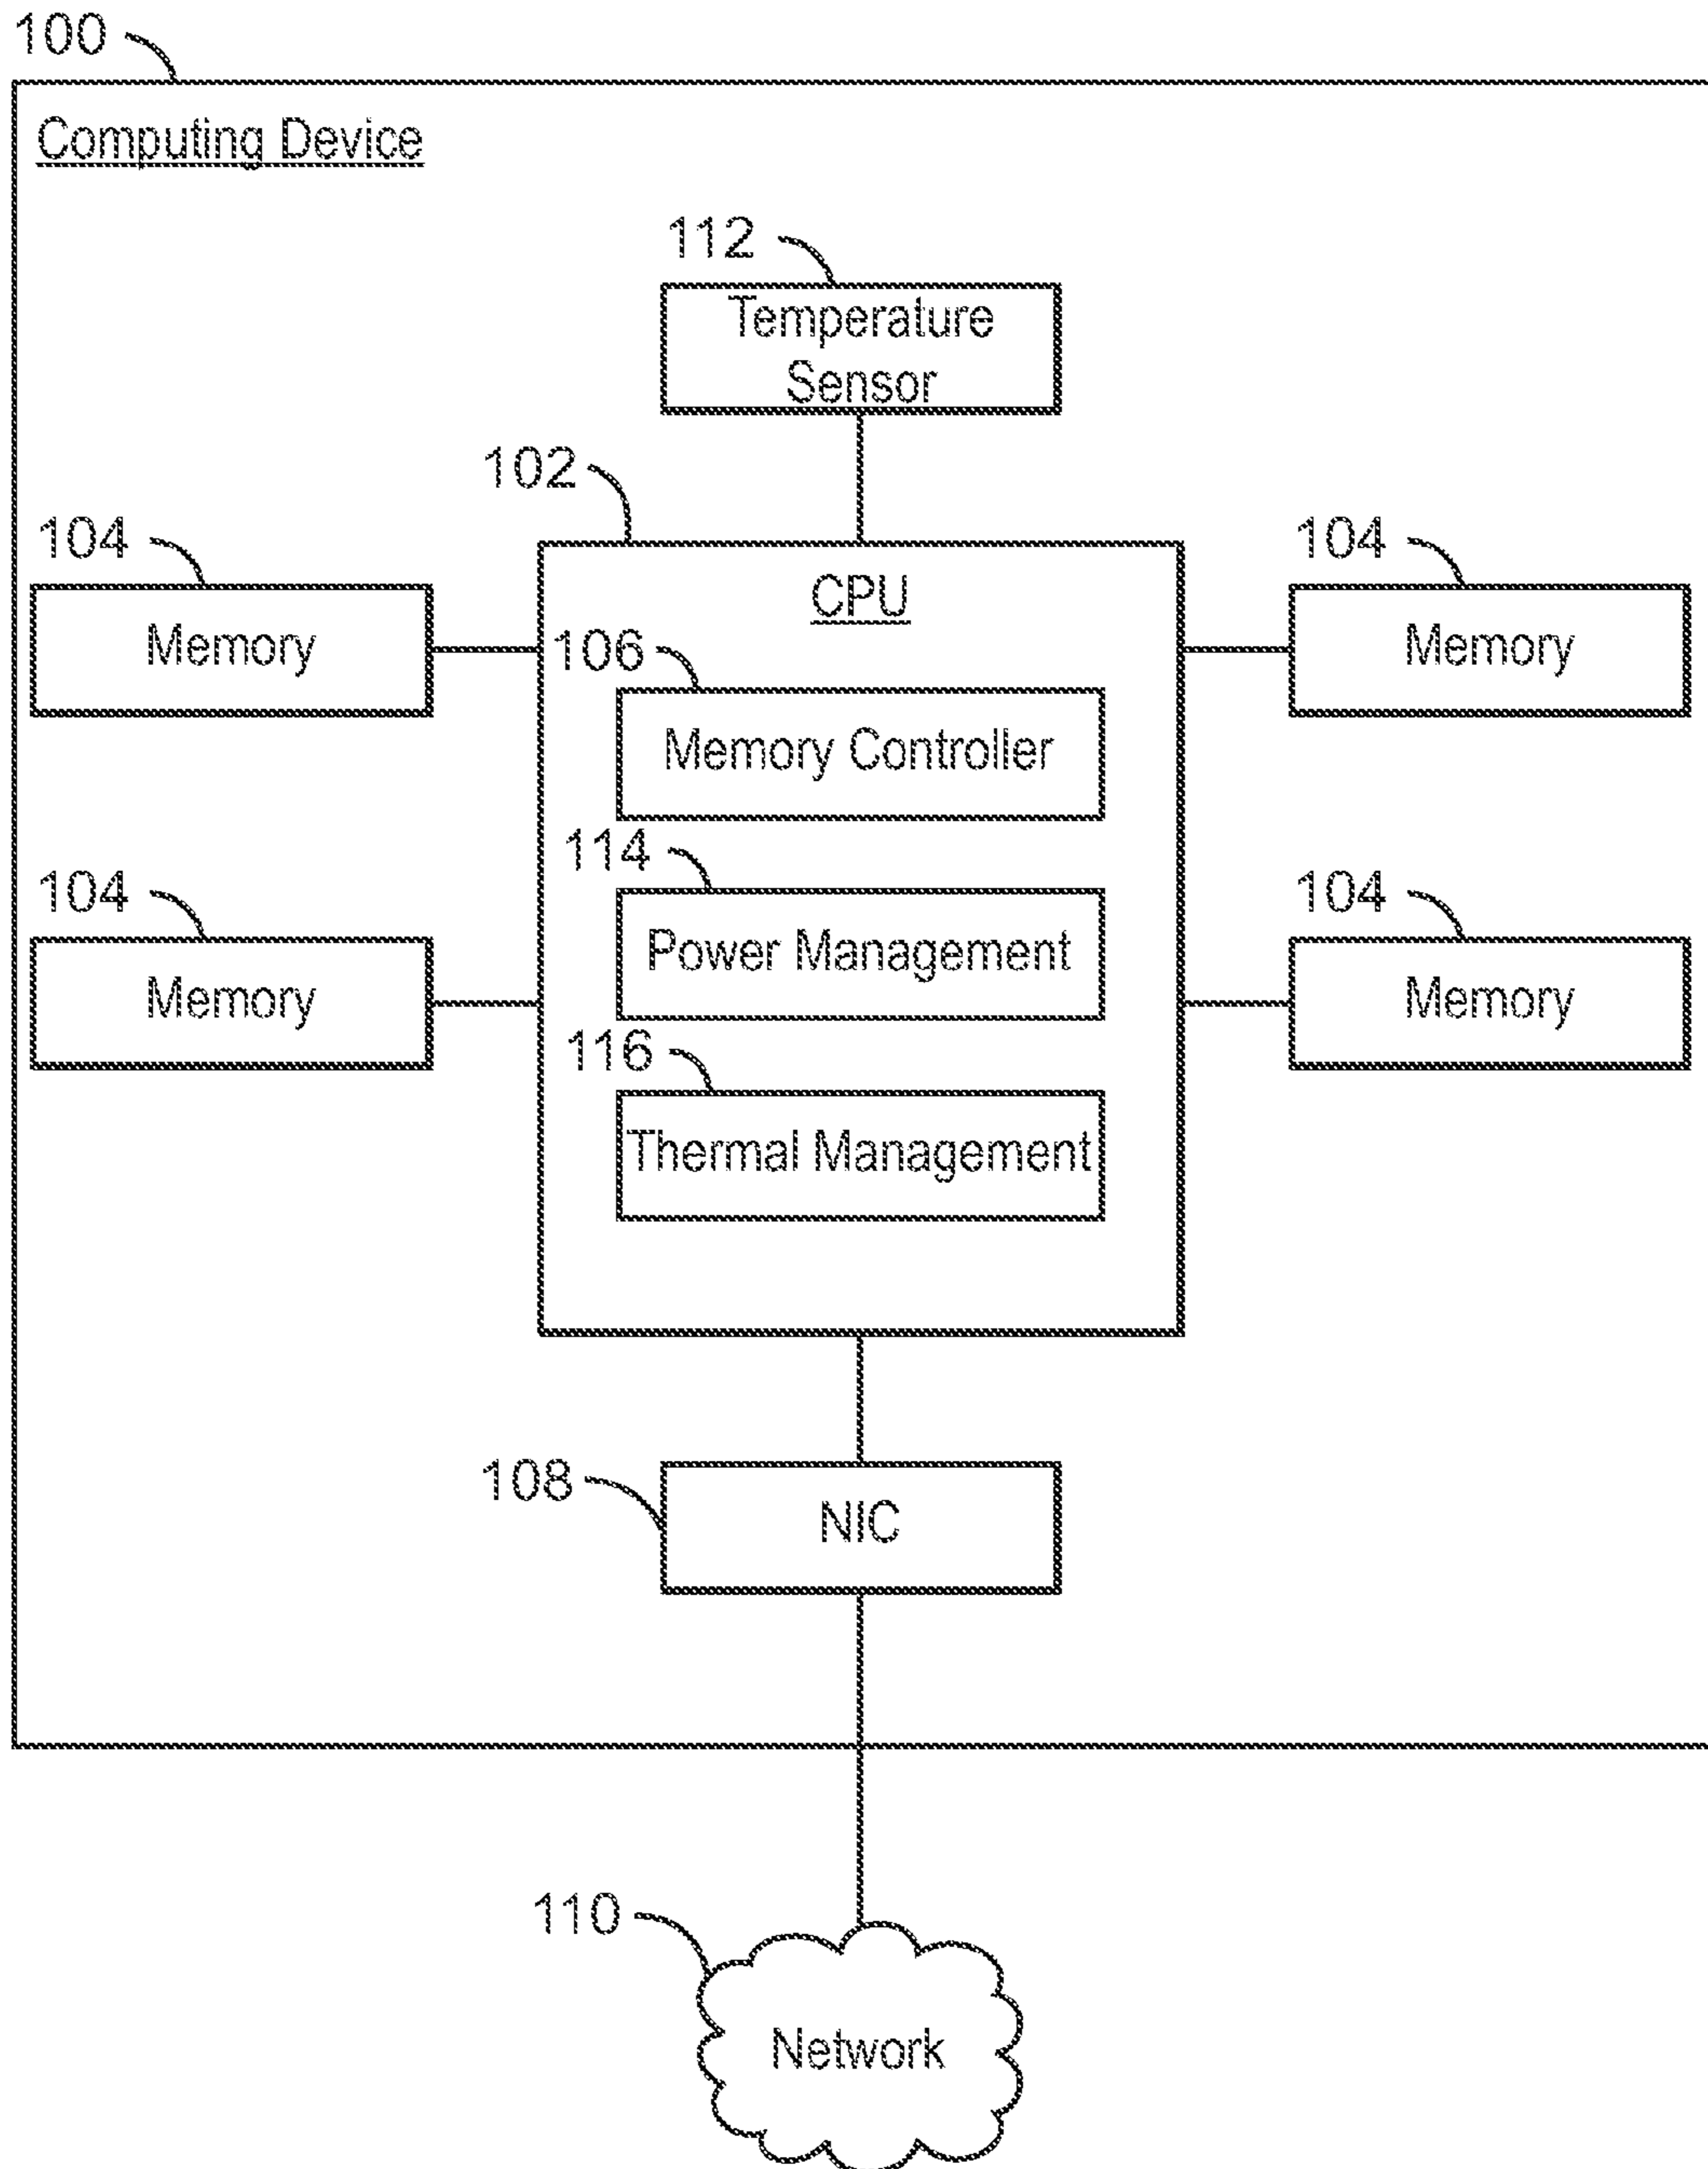 100
Computing Device
112
Temperature
Sensor
102
104
104
CPU
Memory
106
Memory
Memory Controller
114
104
104
Power Management
Memory
Memory
116
Thermal Management
108
NIC
110
Network